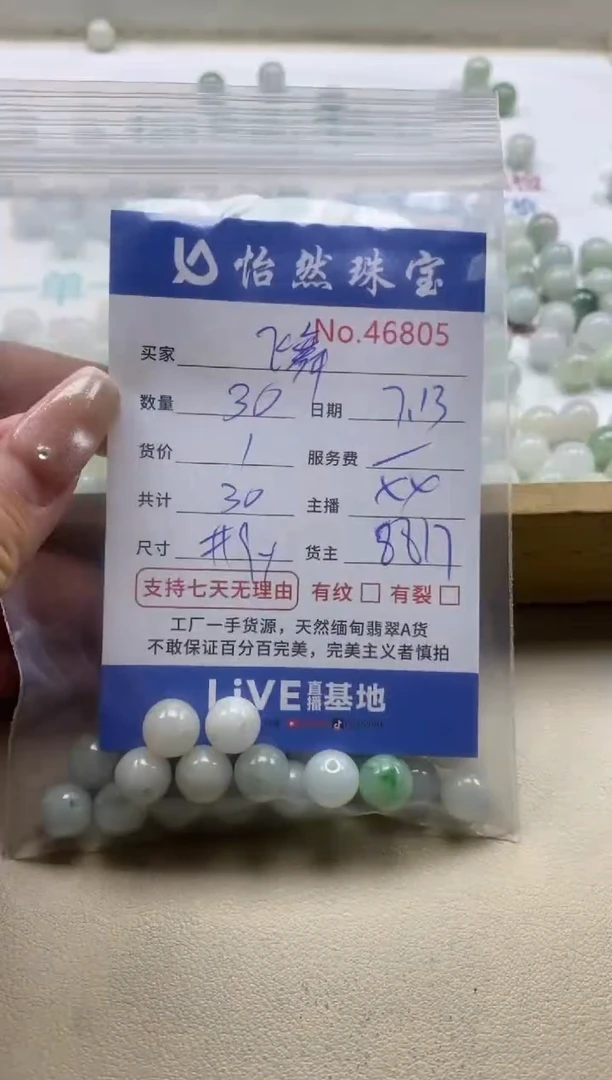 怡然珠宝
No.46805
买家 飞舞
数量 30 日期 7.13
货价 1 服务费 /
共计 30 主播 XX
尺寸 货主 8817
支持七天无理由 有纹 □ 有裂 □
工厂一手货源，天然缅甸翡翠A货
不敢保证百分百完美，完美主义者慎拍
LiVE 直播 基地